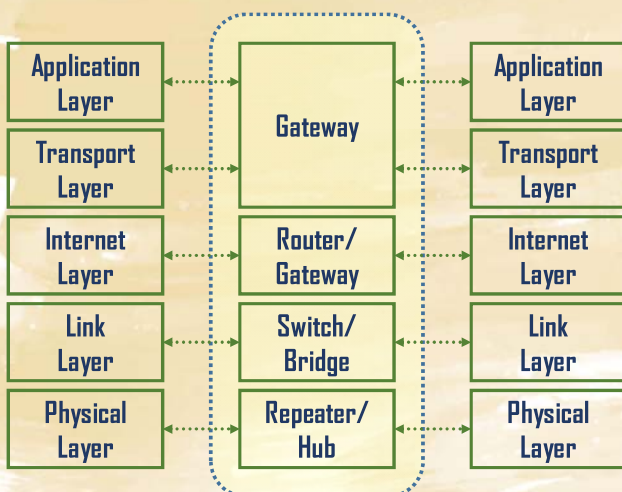 Application
Layer
Gateway
Application
Layer
Transport
Layer
Transport
Layer
Internet
Layer
Router/
Gateway
Internet
Layer
Link
Layer
Switch/
Bridge
Link
Layer
Physical
Layer
Repeater/
Hub
Physical
Layer